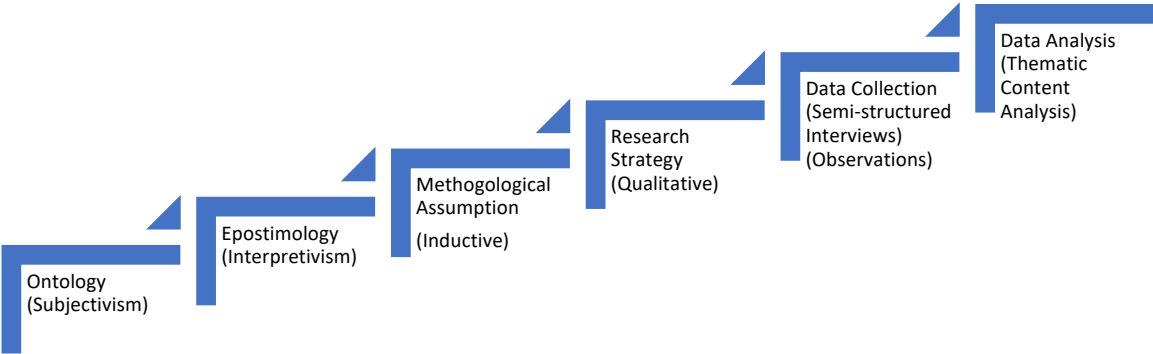 Ontology
(Subjectivism)
Epostimology
(Interpretivism)
Methogological
Assumption
(Inductive)
Research
Strategy
(Qualitative)
Data Collection
(Semi-structured
Interviews)
(Observations)
Data Analysis
(Thematic
Content
Analysis)